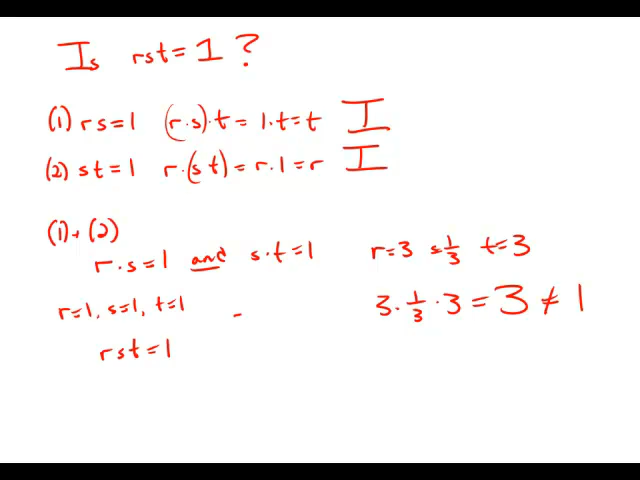 Is rst = 1 ?
(1) rs = 1 (r·s)·t = 1·t = t I
(2) st = 1 r·(s t) = r·1 = r I
(1) + (2)
r·s = 1 and s·t = 1 r = 3 s = 1/3 t = 3
r = 1, s = 1, t = 1 3 · 1/3 · 3 = 3 ≠ 1
rst = 1